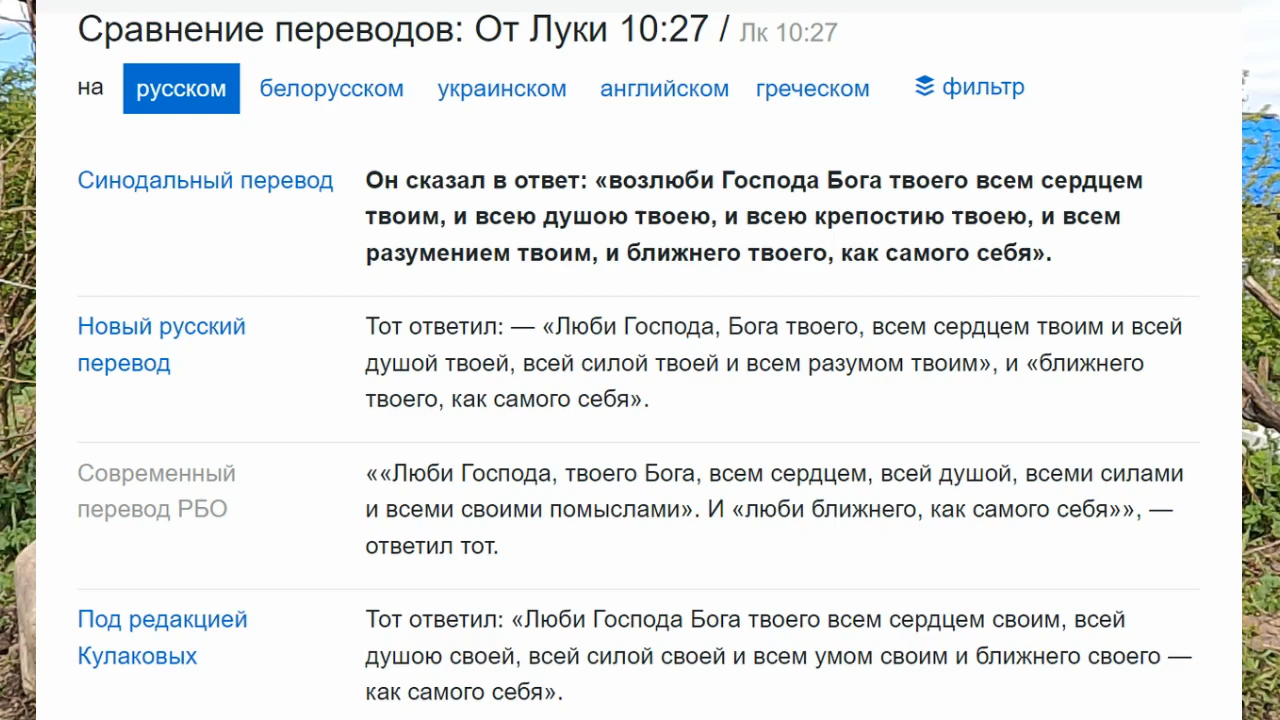 Сравнение переводов: От Луки 10:27 / Лк 10:27
на русском белорусском украинском английском греческом фильтр
Синодальный перевод
Он сказал в ответ: «возлюби Господа Бога твоего всем сердцем
твоим, и всею душою твоею, и всею крепостию твоею, и всем
разумением твоим, и ближнего твоего, как самого себя».
Новый русский
перевод
Тот ответил: — «Люби Господа, Бога твоего, всем сердцем твоим и всей
душой твоей, всей силой твоей и всем разумом твоим», и «ближнего
твоего, как самого себя».
Современный
перевод РБО
««Люби Господа, твоего Бога, всем сердцем, всей душой, всеми силами
и всеми своими помыслами». И «люби ближнего, как самого себя»», —
ответил тот.
Под редакцией
Кулаковых
Тот ответил: «Люби Господа Бога твоего всем сердцем своим, всей
душою своей, всей силой своей и всем умом своим и ближнего своего —
как самого себя».